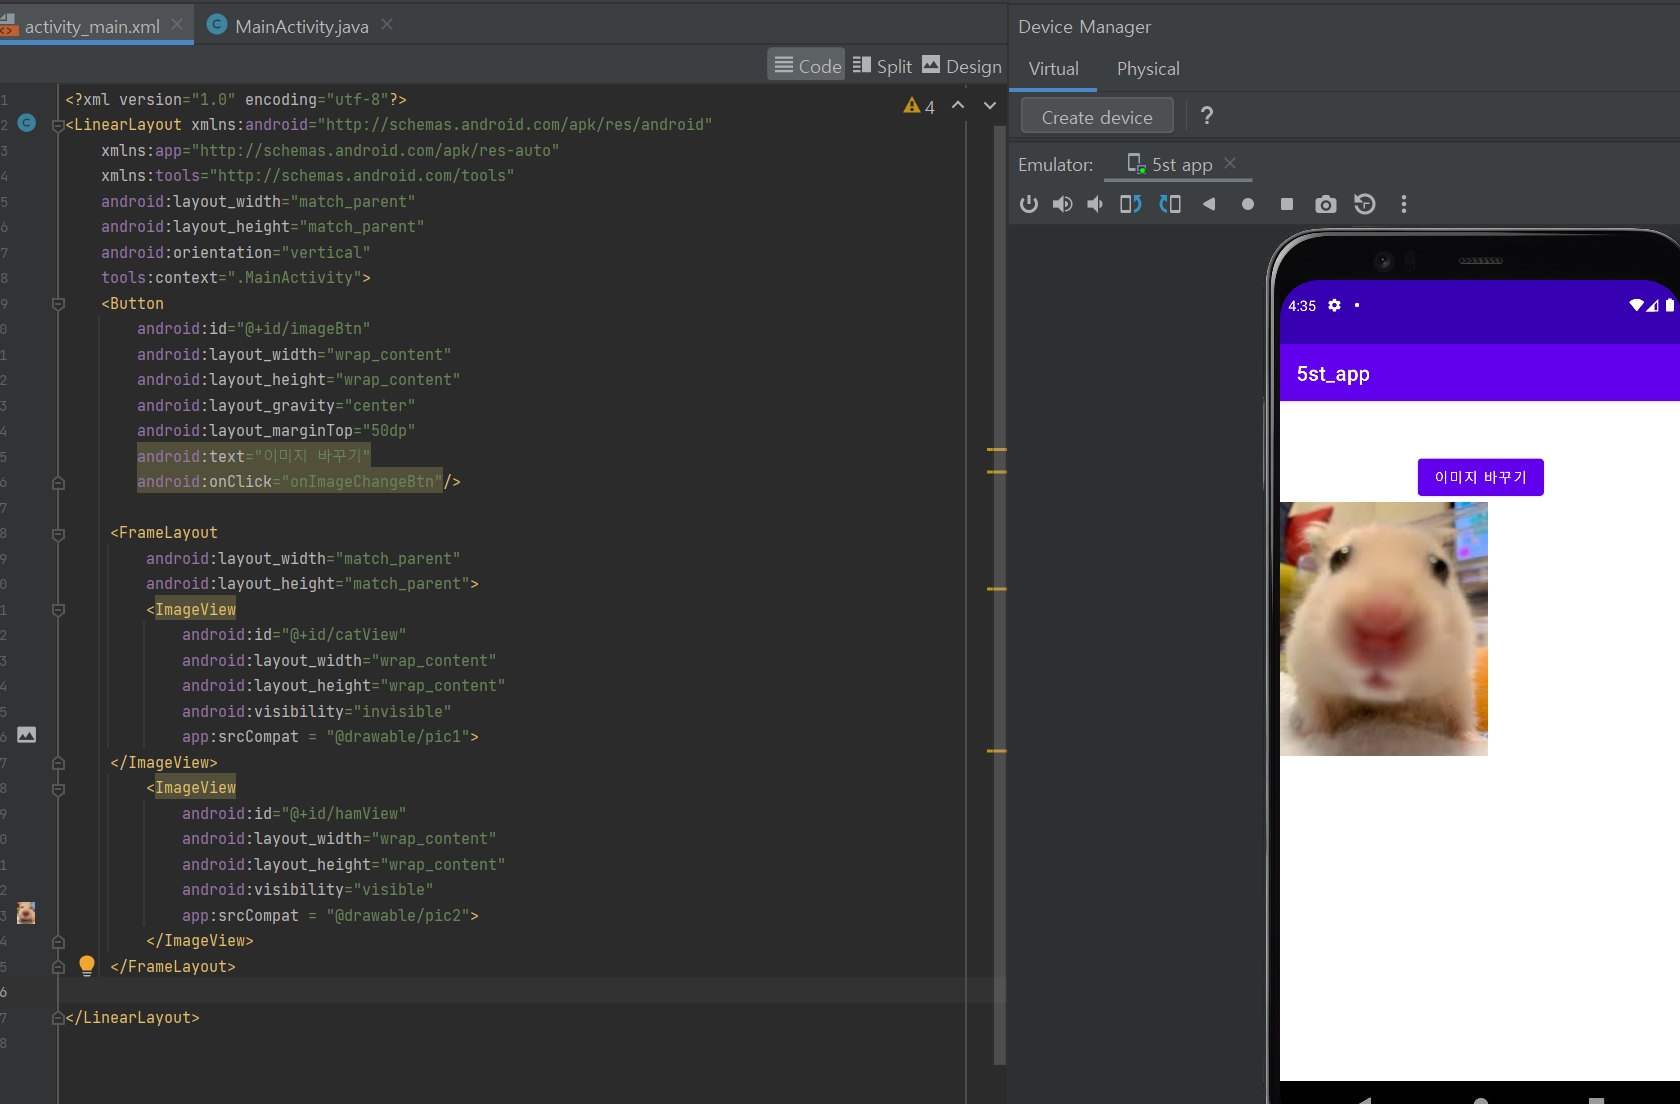 activity_main.xml
MainActivity.java
Code
Split
Design
4
1 <?xml version="1.0" encoding="utf-8"?>
2 <LinearLayout xmlns:android="http://schemas.android.com/apk/res/android"
3 xmlns:app="http://schemas.android.com/apk/res-auto"
4 xmlns:tools="http://schemas.android.com/tools"
5 android:layout_width="match_parent"
6 android:layout_height="match_parent"
7 android:orientation="vertical"
8 tools:context=".MainActivity">
9 <Button
0 android:id="@+id/imageBtn"
1 android:layout_width="wrap_content"
2 android:layout_height="wrap_content"
3 android:layout_gravity="center"
4 android:layout_marginTop="50dp"
5 android:text="이미지 바꾸기"
6 android:onClick="onImageChangeBtn"/>
7
8 <FrameLayout
9 android:layout_width="match_parent"
0 android:layout_height="match_parent">
1 <ImageView
2 android:id="@+id/catView"
3 android:layout_width="wrap_content"
4 android:layout_height="wrap_content"
5 android:visibility="invisible"
6 app:srcCompat = "@drawable/pic1">
7 </ImageView>
8 <ImageView
9 android:id="@+id/hamView"
0 android:layout_width="wrap_content"
1 android:layout_height="wrap_content"
2 android:visibility="visible"
3 app:srcCompat = "@drawable/pic2">
4 </ImageView>
5 </FrameLayout>
6
7 </LinearLayout>
8
Device Manager
Virtual
Physical
Create device
?
Emulator:
5st app
4:35
5st_app
이미지 바꾸기